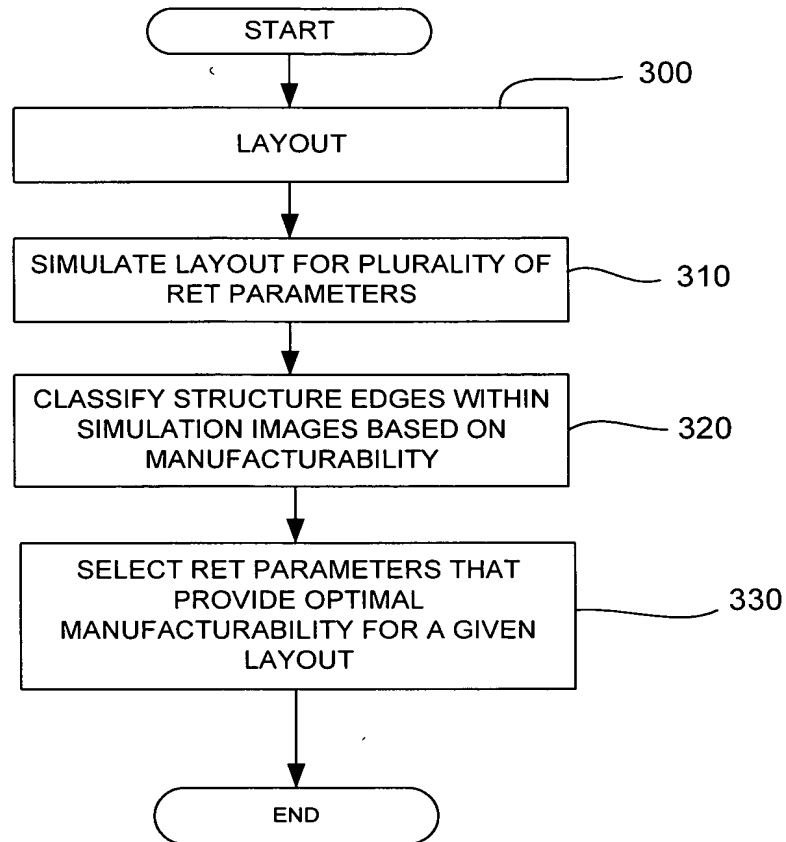 START
300
LAYOUT
SIMULATE LAYOUT FOR PLURALITY OF
RET PARAMETERS
310
CLASSIFY STRUCTURE EDGES WITHIN
SIMULATION IMAGES BASED ON
MANUFACTURABILITY
320
SELECT RET PARAMETERS THAT
PROVIDE OPTIMAL
MANUFACTURABILITY FOR A GIVEN
LAYOUT
330
END